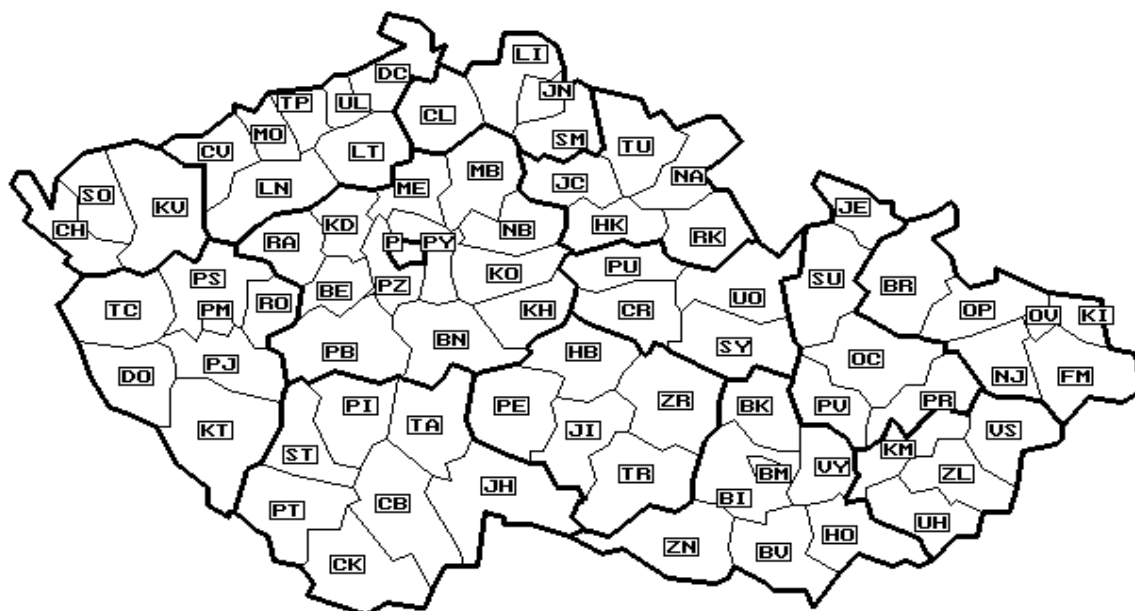 LI
DC
JN
TP UL
CL
MO
SM
CV LT TU
MB
LN ME JC NA
SO
KV
CH KD P PY NB HK RK JE
RA
PS KO PU SU BR
TC PM RO BE PZ UO OP OV KI
KH CR
DO PJ PB BN HB SY OC NJ FM
PI PE ZR BK PV PR
KT TA JI VS
ST KM
TR BM VY ZL
PT CB JH BI
UH
CK ZN BV HO